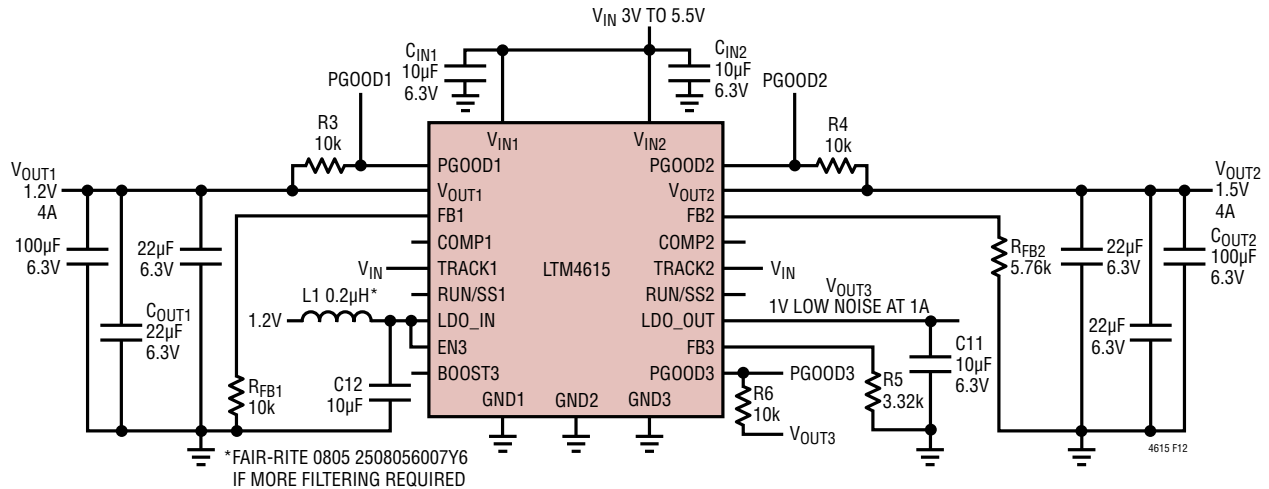 VIN 3V TO 5.5V
CIN1
10µF
6.3V
CIN2
10µF
6.3V
PGOOD1
PGOOD2
R3
10k
R4
10k
VIN1
VIN2
PGOOD1
PGOOD2
VOUT1
1.2V
4A
VOUT1
VOUT2
VOUT2
1.5V
4A
FB1
FB2
100µF
6.3V
22µF
6.3V
COMP1
COMP2
RFB2
5.76k
22µF
6.3V
COUT2
100µF
6.3V
VIN
TRACK1
LTM4615
TRACK2
VIN
L1 0.2µH*
RUN/SS1
RUN/SS2
VOUT3
1V LOW NOISE AT 1A
COUT1
22µF
6.3V
1.2V
LDO_IN
LDO_OUT
22µF
6.3V
EN3
FB3
C11
10µF
6.3V
RFB1
10k
C12
10µF
BOOST3
PGOOD3
PGOOD3
R5
3.32k
R6
10k
GND1
GND2
GND3
VOUT3
4615 F12
*FAIR-RITE 0805 2508056007Y6
IF MORE FILTERING REQUIRED